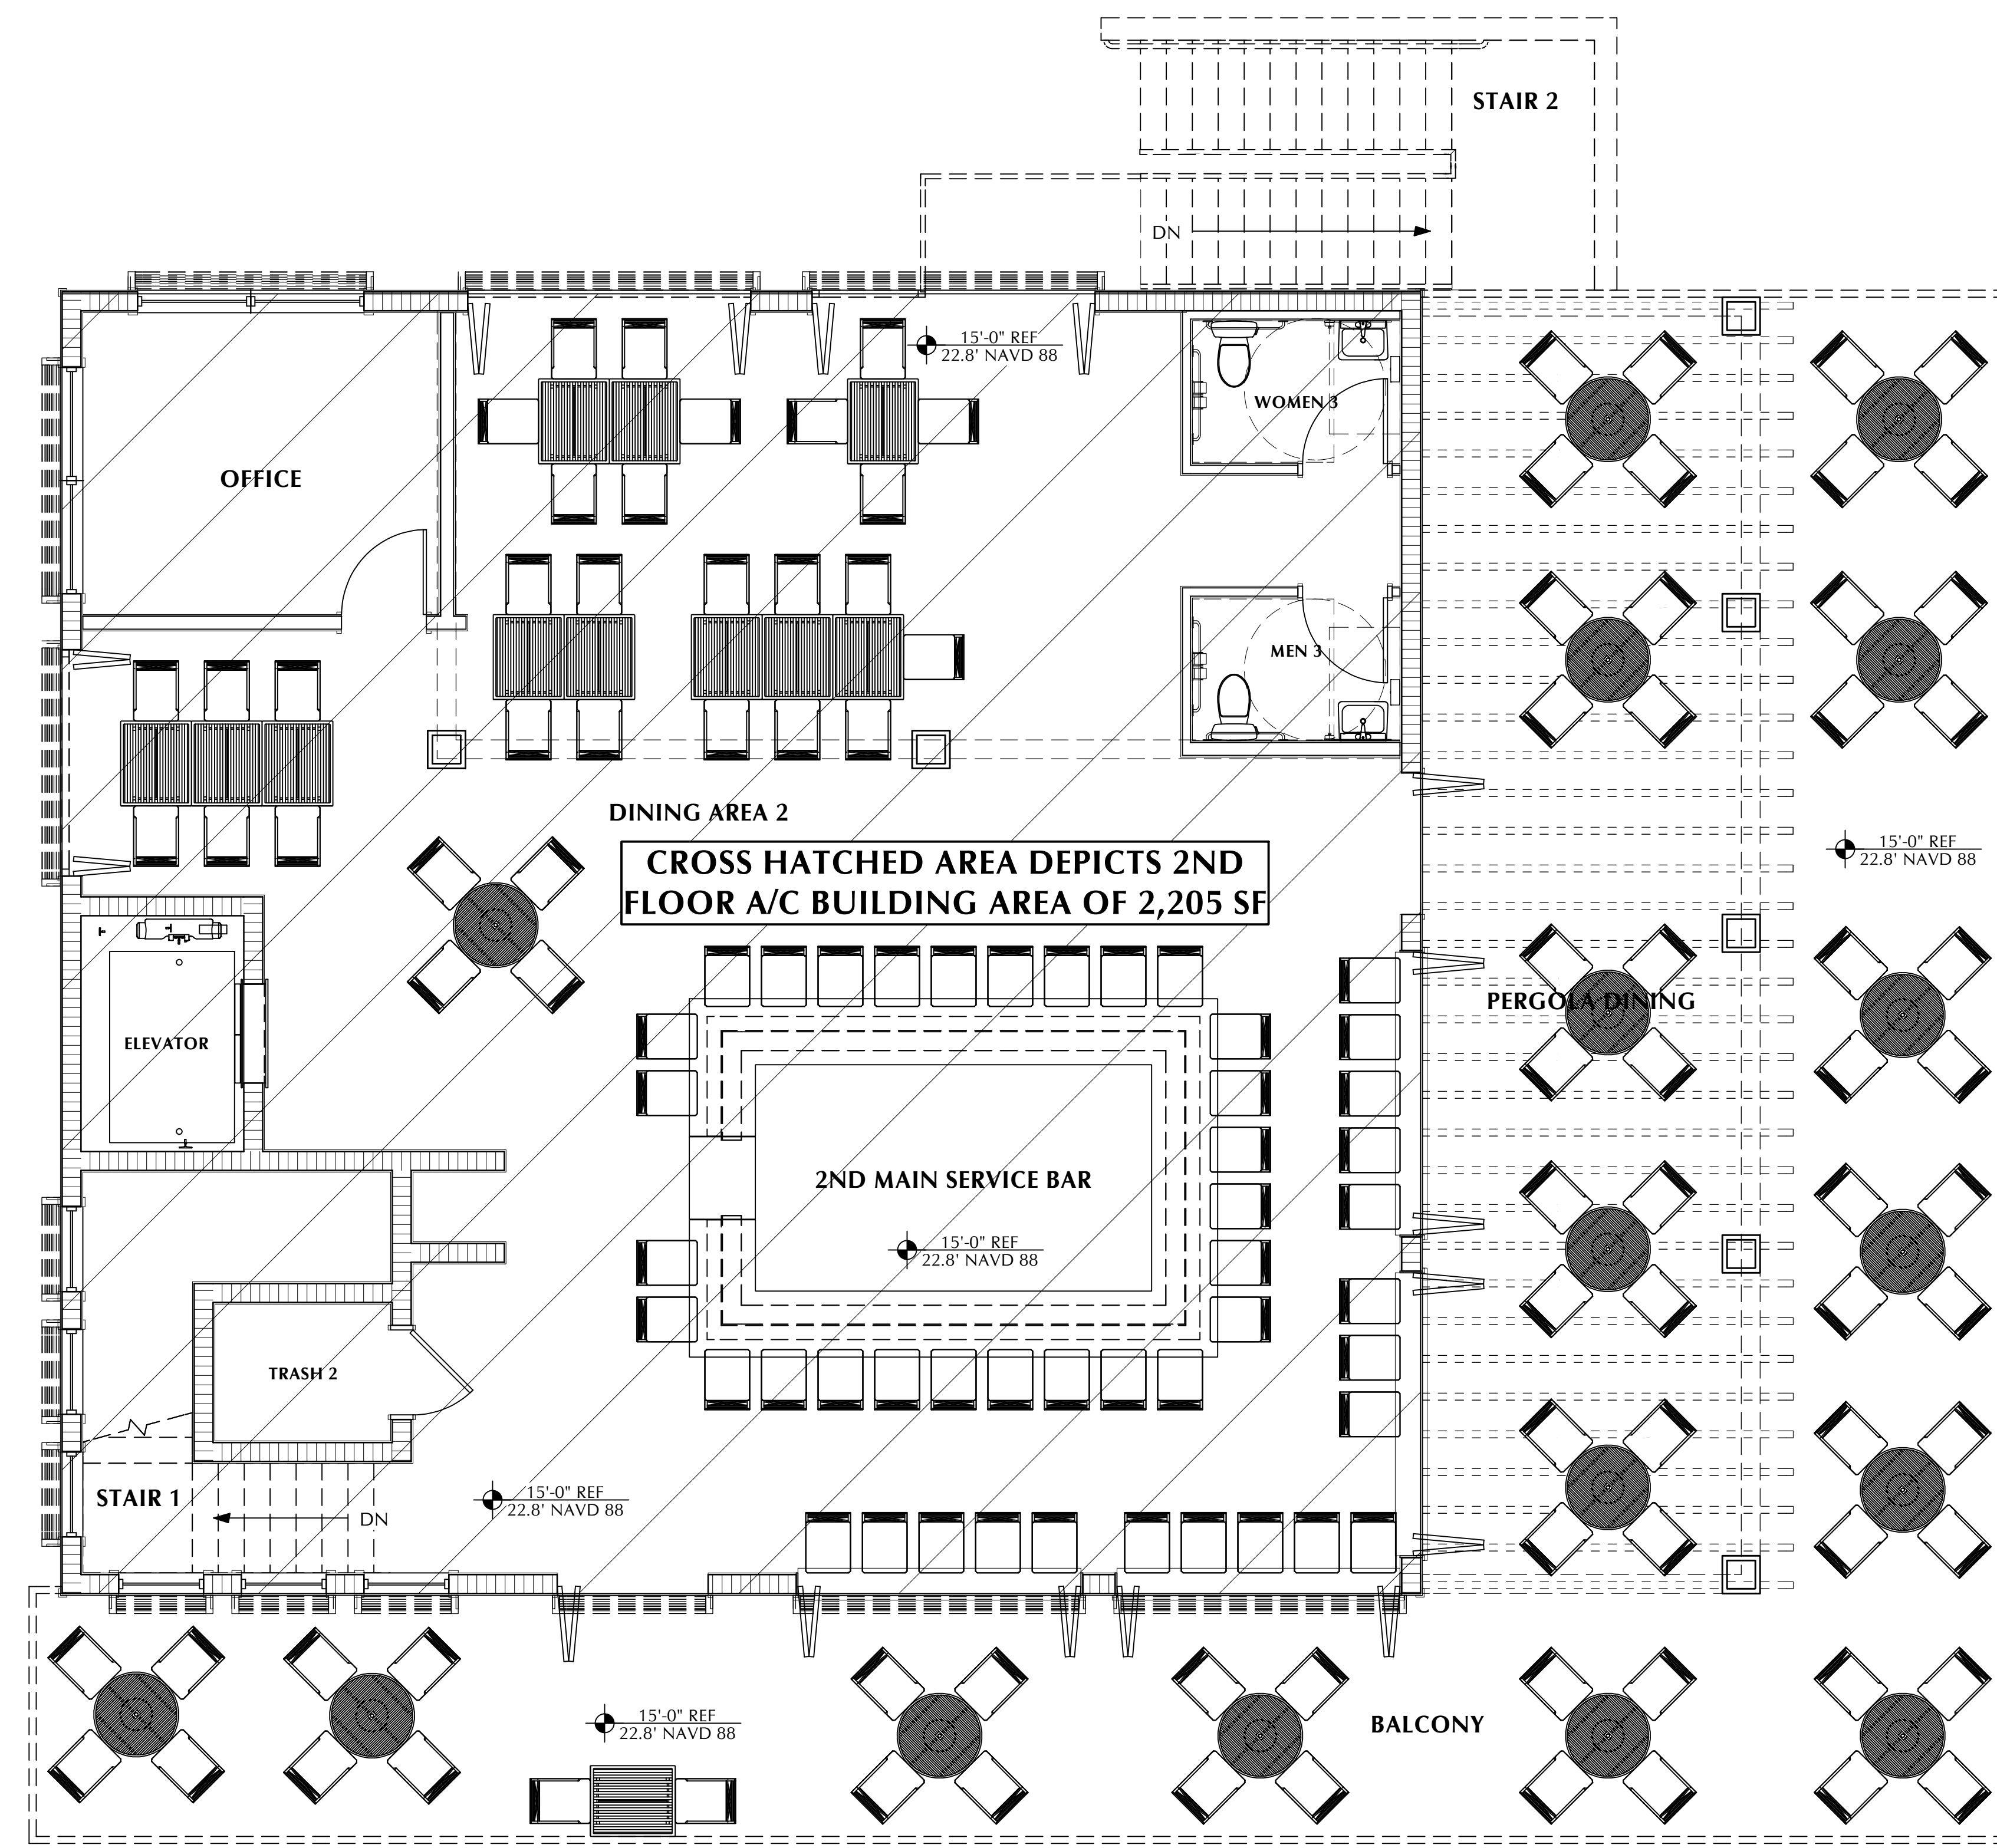 STAIR 2
DN
15'-0" REF
22.8' NAVD 88
WOMEN 3
OFFICE
MEN 3
DINING AREA 2
CROSS HATCHED AREA DEPICTS 2ND
FLOOR A/C BUILDING AREA OF 2,205 SF
15'-0" REF
22.8' NAVD 88
PERGOLA DINING
ELEVATOR
2ND MAIN SERVICE BAR
15'-0" REF
22.8' NAVD 88
TRASH 2
STAIR 1
DN
15'-0" REF
22.8' NAVD 88
15'-0" REF
22.8' NAVD 88
BALCONY